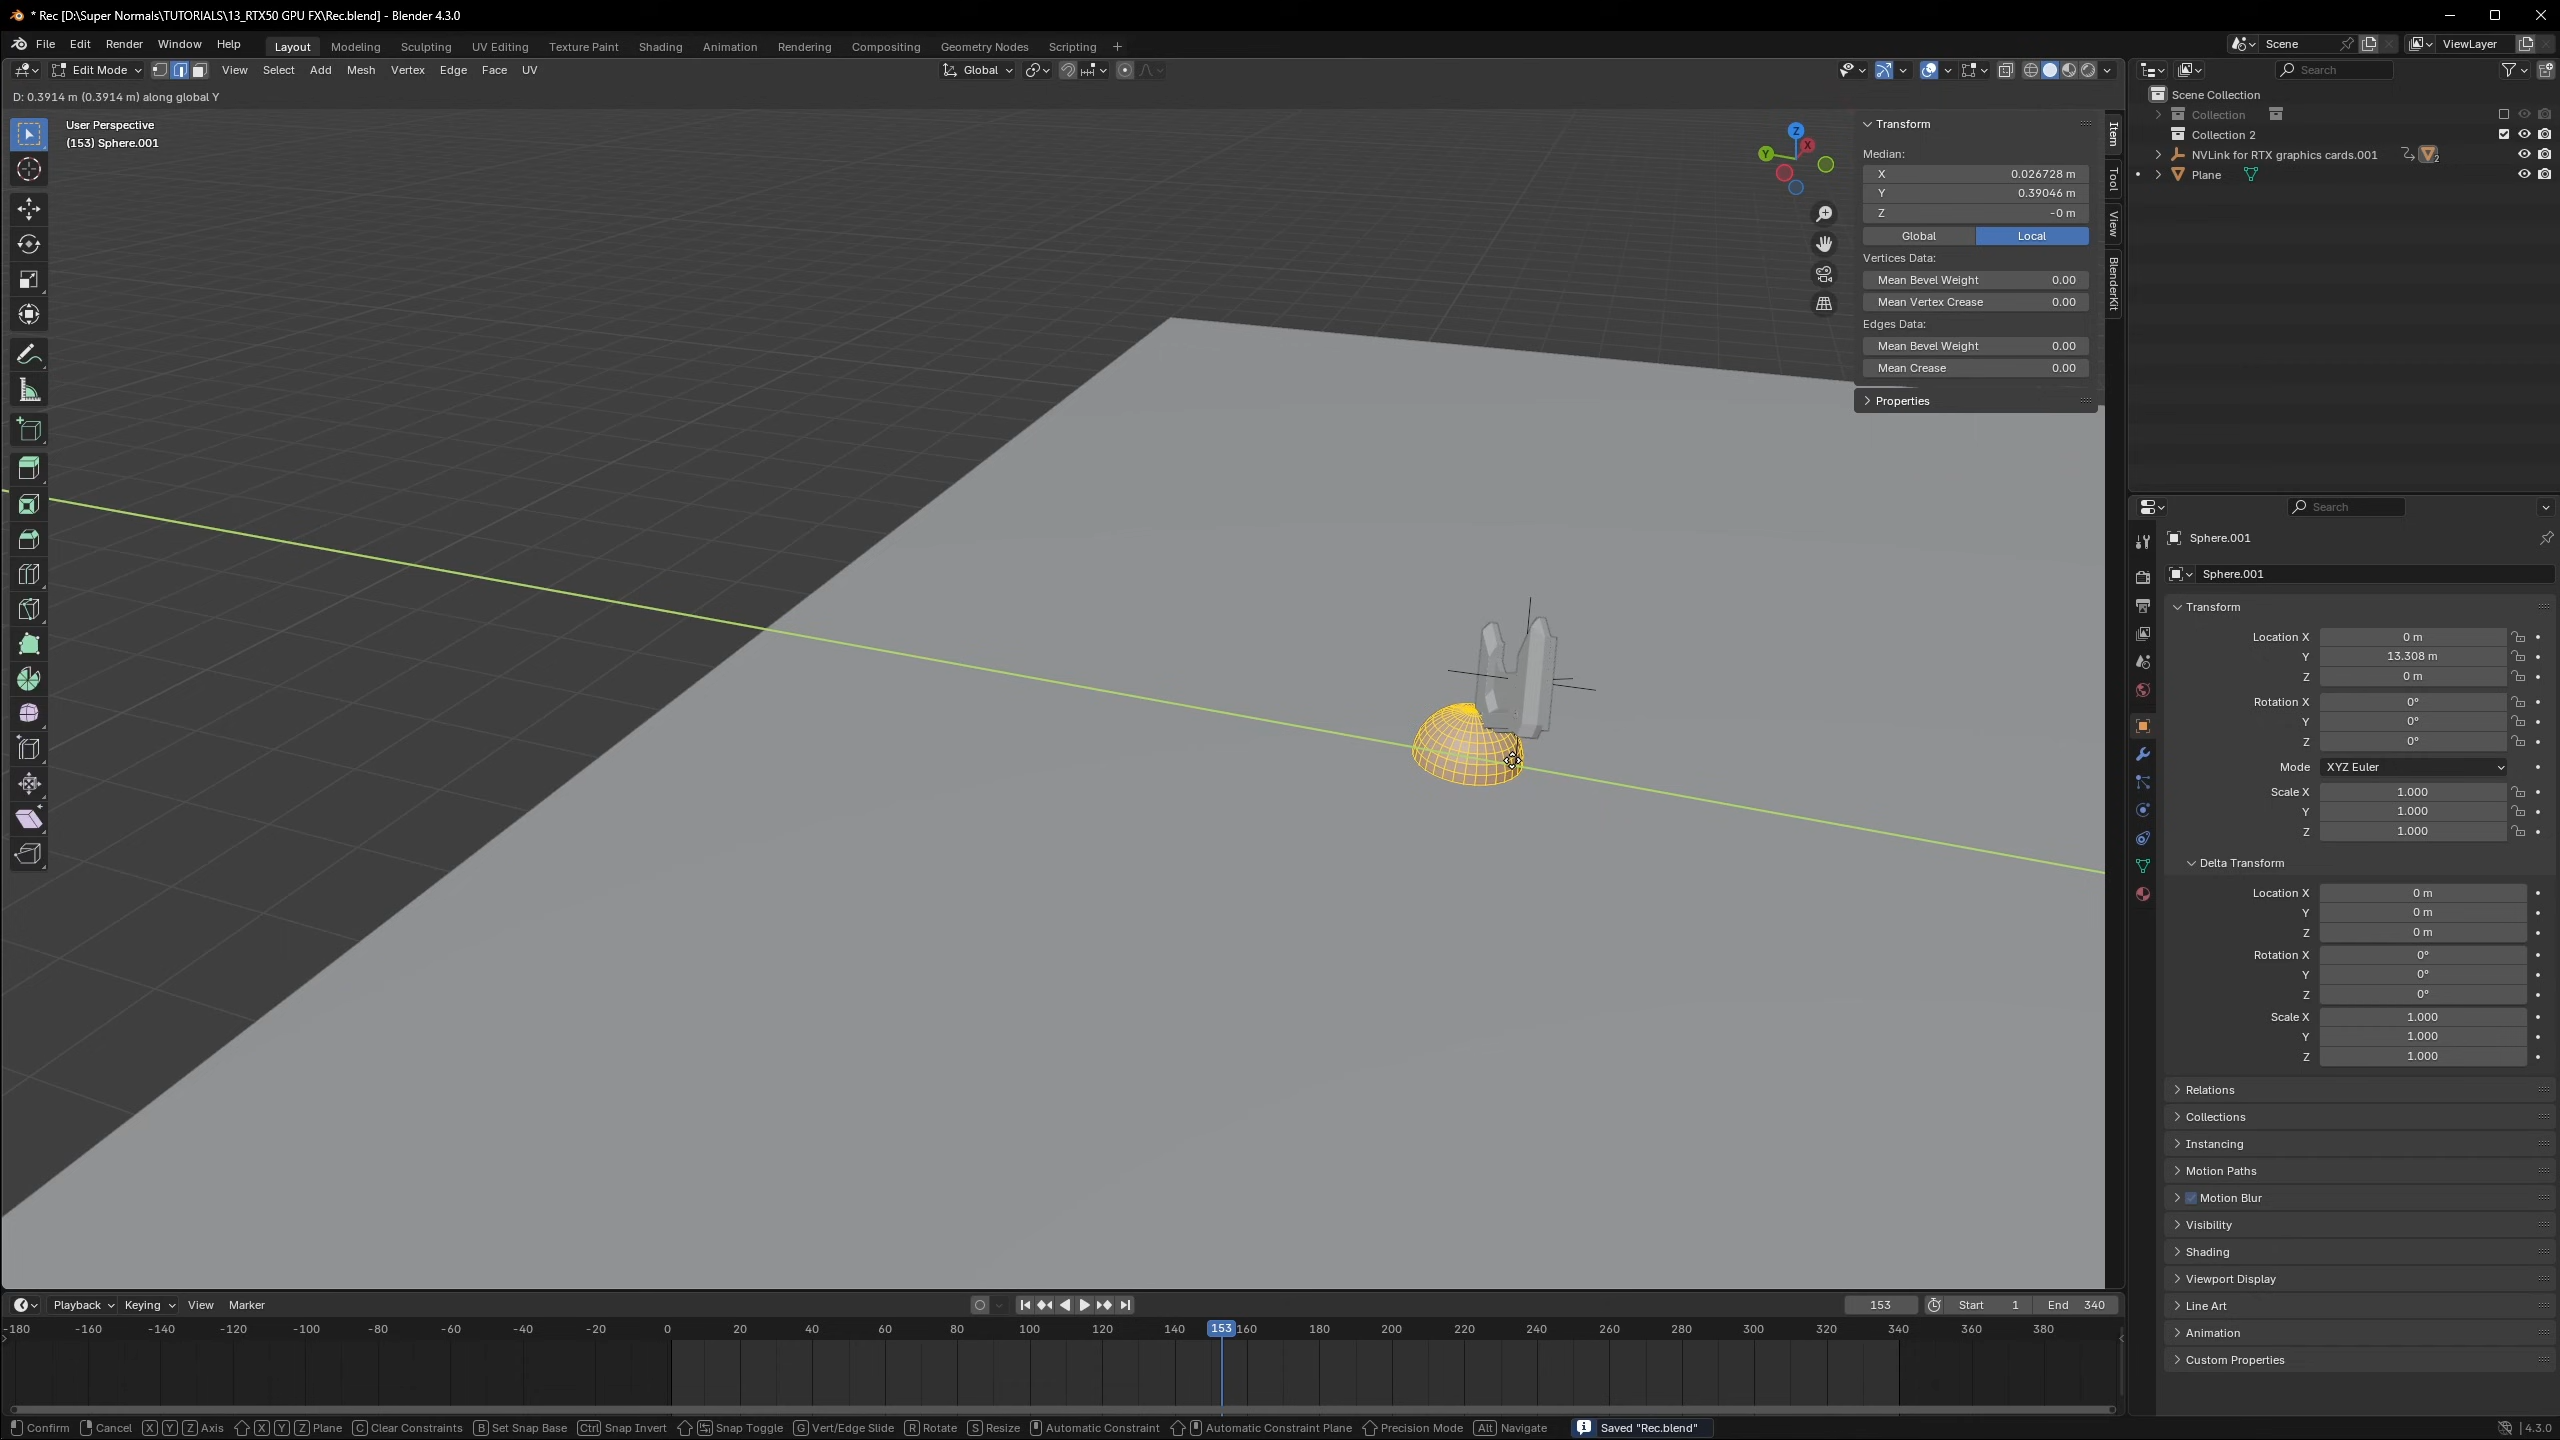 * Rec [D:\Super Normals\TUTORIALS\13_RTX50 GPU FX\Rec.blend] - Blender 4.3.0
File Edit Render Window Help Layout Modeling Sculpting UV Editing Texture Paint Shading Animation Rendering Compositing Geometry Nodes Scripting + Scene ViewLayer
Edit Mode View Select Add Mesh Vertex Edge Face UV Global Search
D: 0.3914 m (0.3914 m) along global Y
User Perspective
(153) Sphere.001
Z
Y
X
Transform
Median:
X 0.026728 m
Y 0.39046 m
Z -0 m
Global Local
Vertices Data:
Mean Bevel Weight 0.00
Mean Vertex Crease 0.00
Edges Data:
Mean Bevel Weight 0.00
Mean Crease 0.00
Properties
Item
Tool
View
BlenderKit
Scene Collection
Collection
Collection 2
NVLink for RTX graphics cards.001 2
Plane
Search
Sphere.001
Sphere.001
Transform
Location X 0 m
Y 13.308 m
Z 0 m
Rotation X 0°
Y 0°
Z 0°
Mode XYZ Euler
Scale X 1.000
Y 1.000
Z 1.000
Delta Transform
Location X 0 m
Y 0 m
Z 0 m
Rotation X 0°
Y 0°
Z 0°
Scale X 1.000
Y 1.000
Z 1.000
Relations
Collections
Instancing
Motion Paths
Motion Blur
Visibility
Shading
Viewport Display
Line Art
Animation
Custom Properties
Playback Keying View Marker 153 Start 1 End 340
-180 -160 -140 -120 -100 -80 -60 -40 -20 0 20 40 60 80 100 120 140 153 160 180 200 220 240 260 280 300 320 340 360 380
Confirm Cancel X Y Z Axis X Y Z Plane C Clear Constraints B Set Snap Base Ctrl Snap Invert Snap Toggle G Vert/Edge Slide R Rotate S Resize Automatic Constraint Automatic Constraint Plane Precision Mode Alt Navigate Saved "Rec.blend" 4.3.0